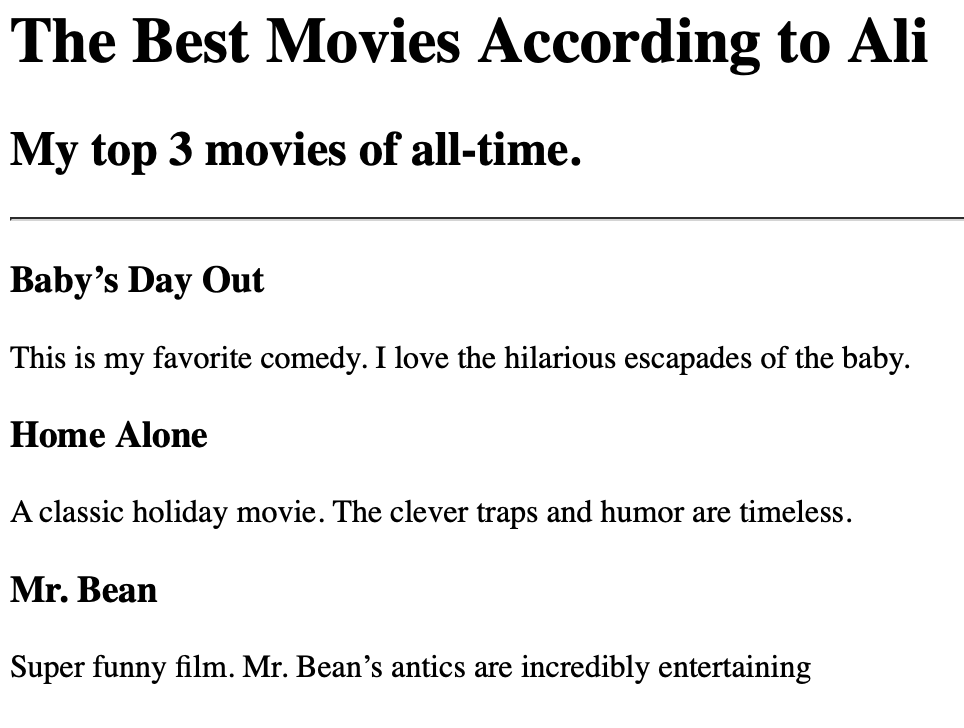 The Best Movies According to Ali
My top 3 movies of all-time.
Baby’s Day Out
This is my favorite comedy. I love the hilarious escapades of the baby.
Home Alone
A classic holiday movie. The clever traps and humor are timeless.
Mr. Bean
Super funny film. Mr. Bean’s antics are incredibly entertaining